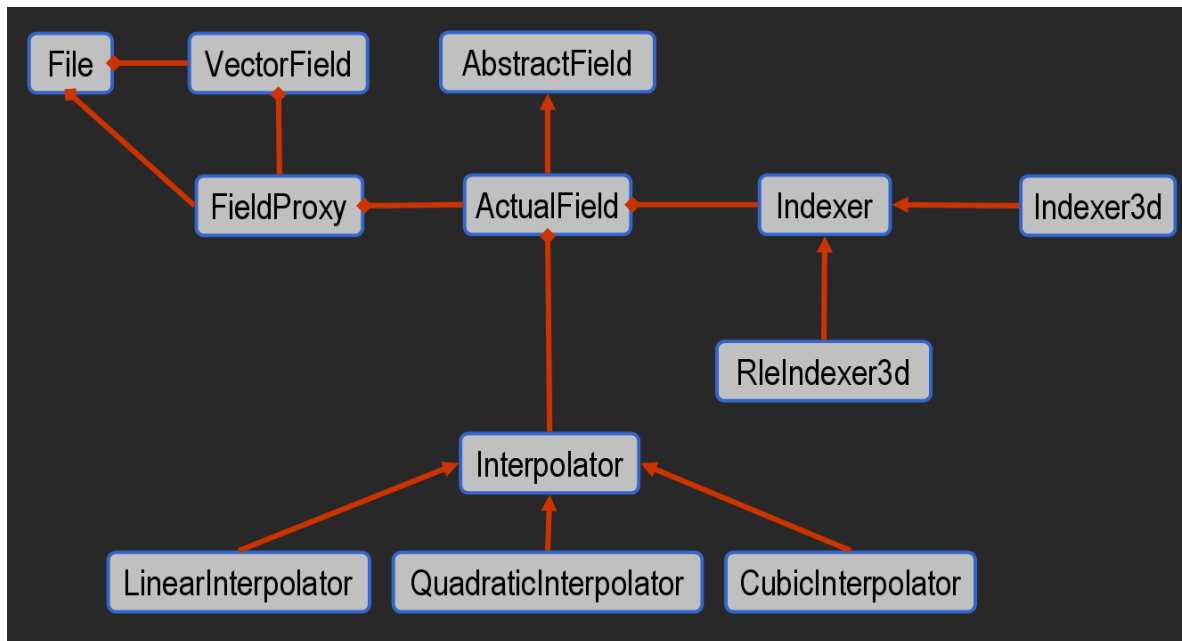 File
VectorField
AbstractField
FieldProxy
ActualField
Indexer
Indexer3d
RleIndexer3d
Interpolator
LinearInterpolator
QuadraticInterpolator
CubicInterpolator